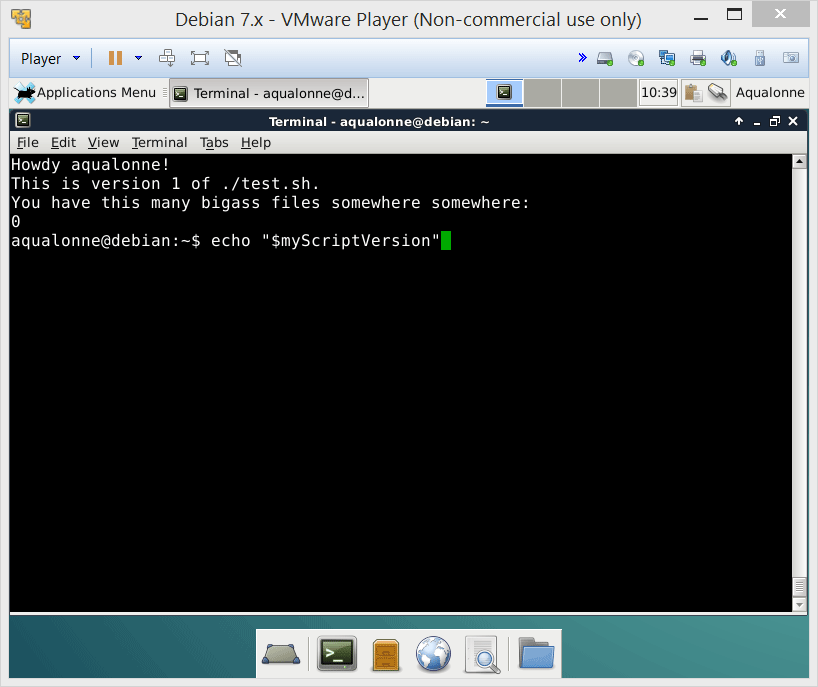 Debian 7.x - VMware Player (Non-commercial use only)
Player
Applications Menu
Terminal - aqualonne@d...
10:39
Aqualonne
Terminal - aqualonne@debian: ~
File Edit View Terminal Tabs Help
Howdy aqualonne!
This is version 1 of ./test.sh.
You have this many bigass files somewhere somewhere:
0
aqualonne@debian:~$ echo "$myScriptVersion"